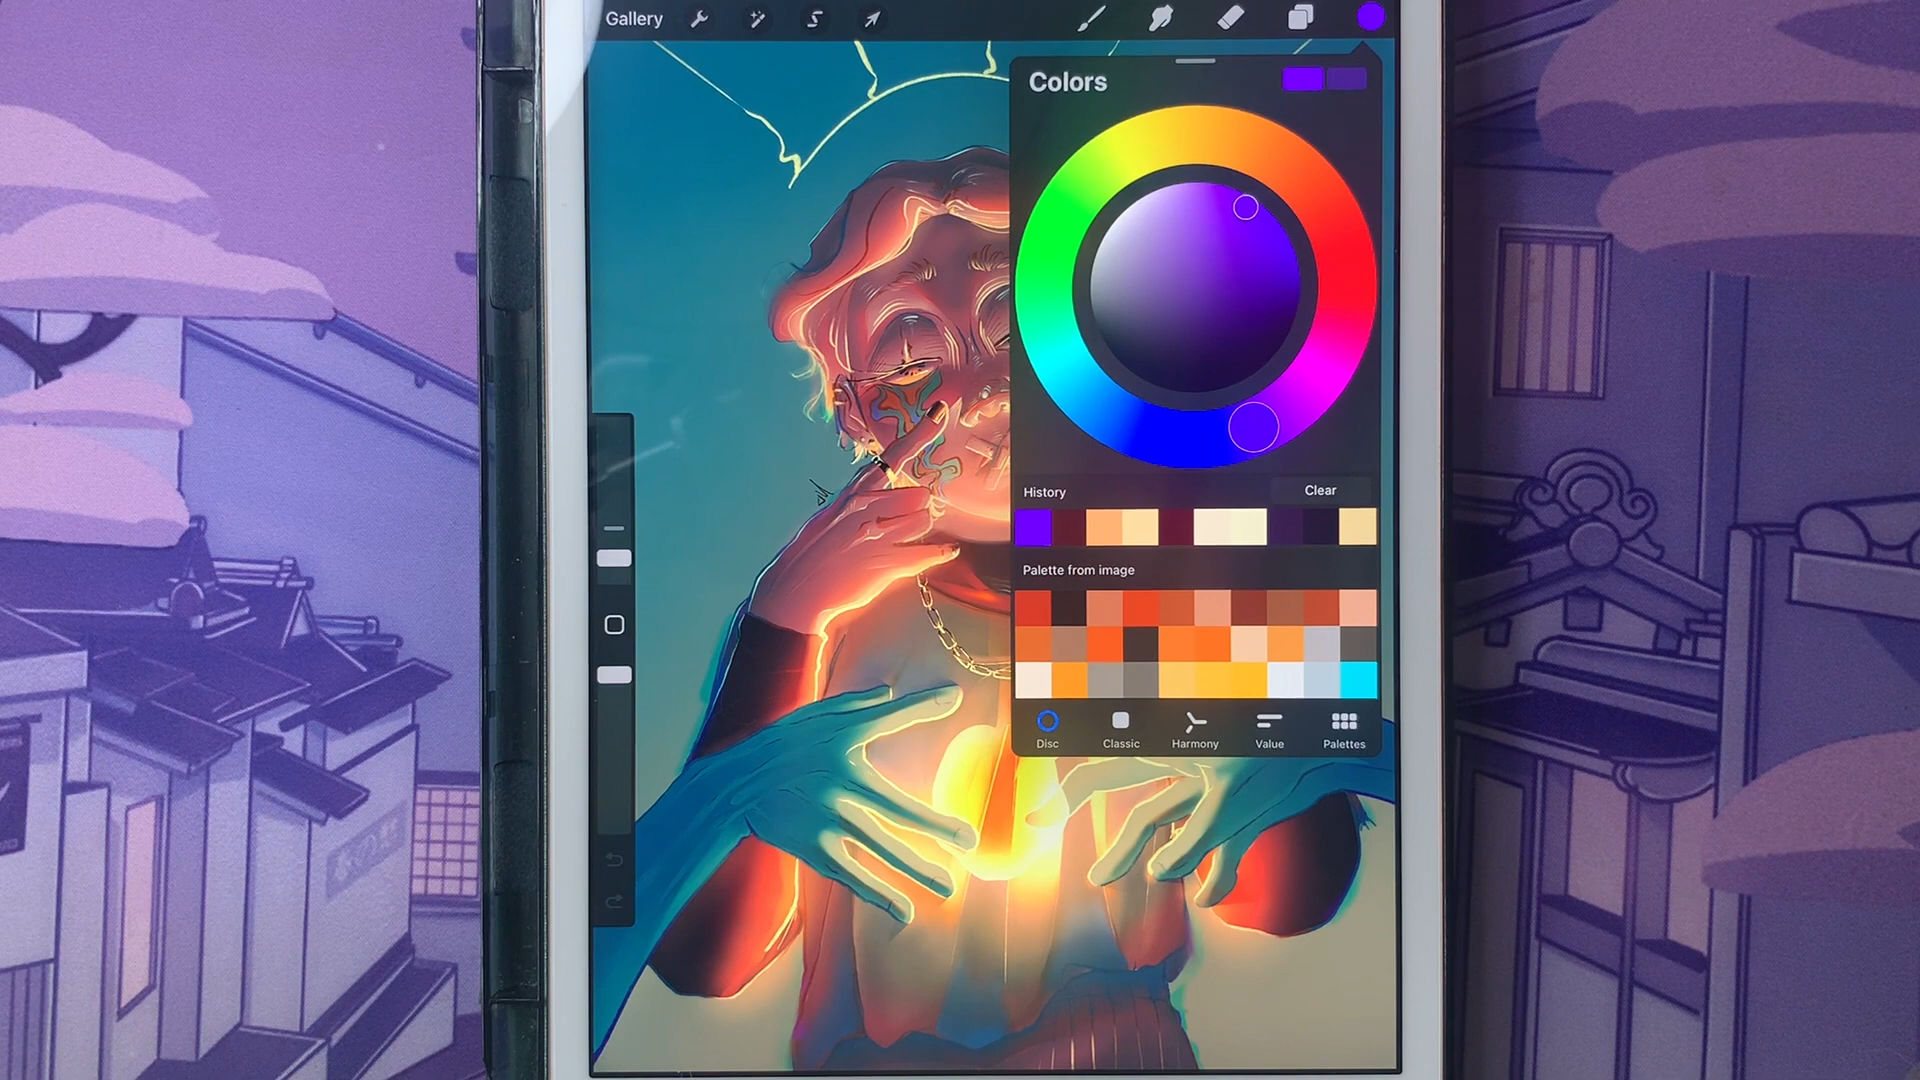 Gallery
Colors
History
Clear
Palette from image
Disc
Classic
Harmony
Value
Palettes